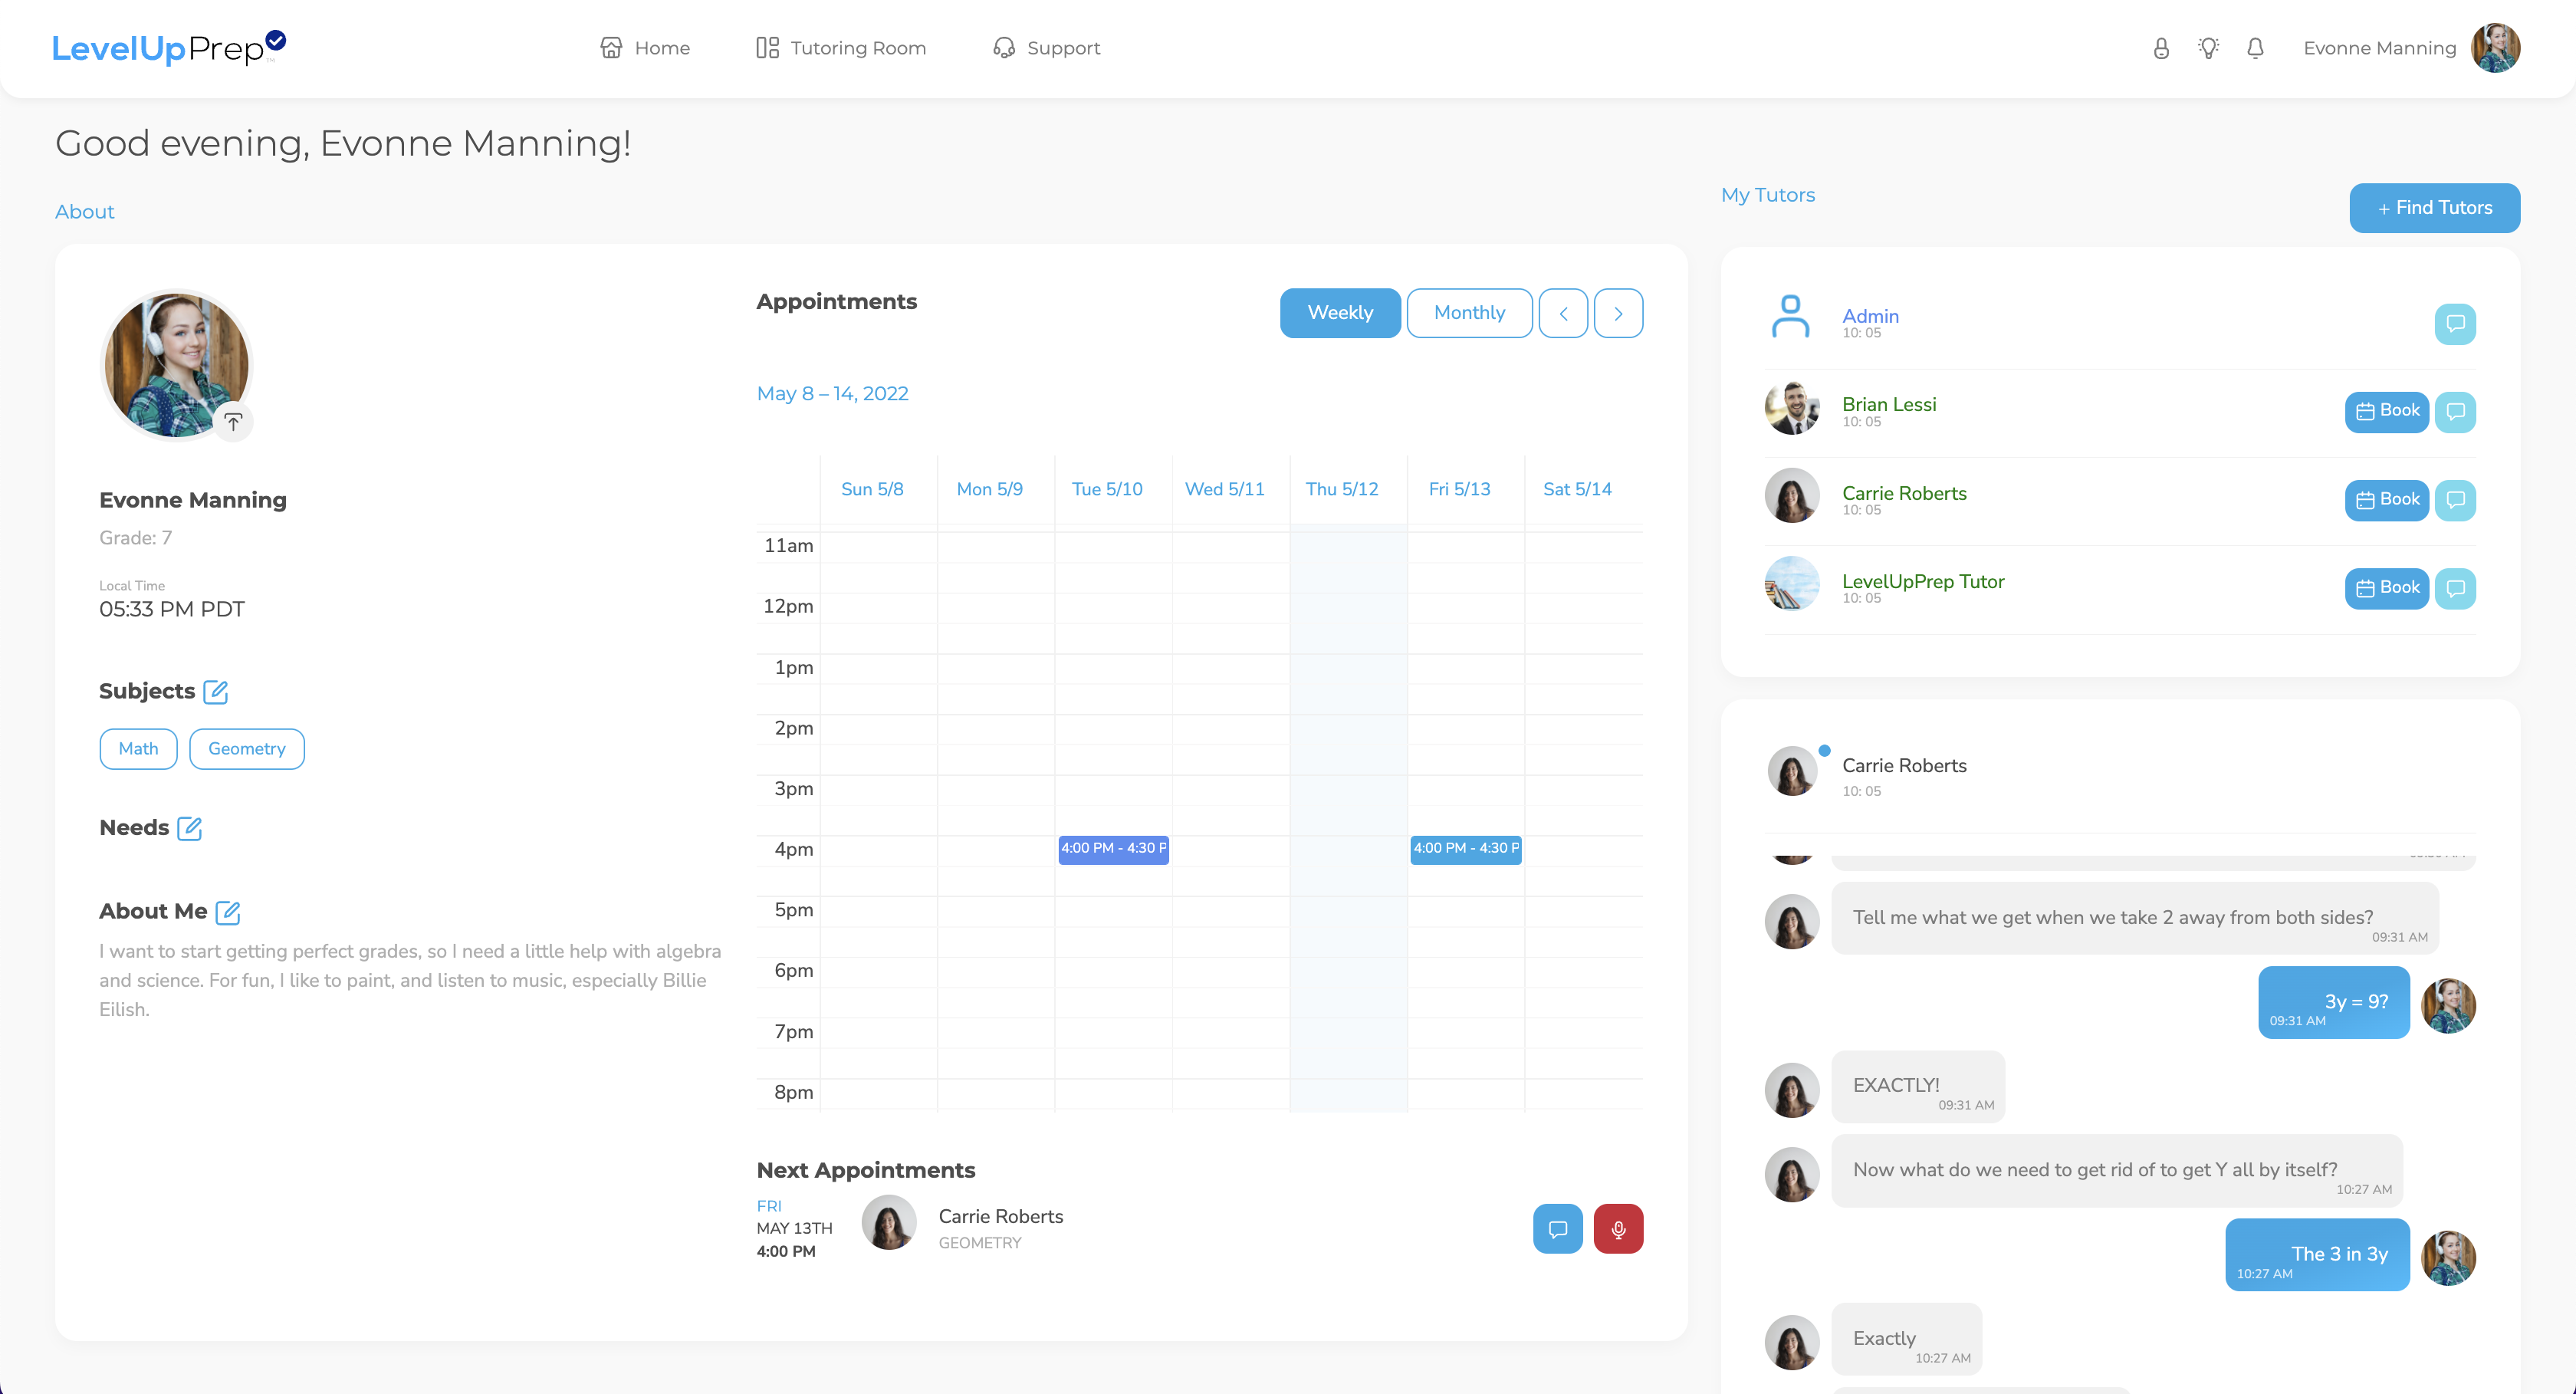 LevelUpPrep™
Home
Tutoring Room
Support
Evonne Manning
Good evening, Evonne Manning!
About
Evonne Manning
Grade: 7
Local Time
05:33 PM PDT
Subjects
Math
Geometry
Needs
About Me
I want to start getting perfect grades, so I need a little help with algebra
and science. For fun, I like to paint, and listen to music, especially Billie
Eilish.
Appointments
Weekly
Monthly
May 8 – 14, 2022
Sun 5/8
Mon 5/9
Tue 5/10
Wed 5/11
Thu 5/12
Fri 5/13
Sat 5/14
11am
12pm
1pm
2pm
3pm
4pm
4:00 PM - 4:30 P
4:00 PM - 4:30 P
5pm
6pm
7pm
8pm
Next Appointments
FRI
MAY 13TH
4:00 PM
Carrie Roberts
GEOMETRY
My Tutors
+ Find Tutors
Admin
10: 05
Brian Lessi
10: 05
Book
Carrie Roberts
10: 05
Book
LevelUpPrep Tutor
10: 05
Book
Carrie Roberts
10: 05
Tell me what we get when we take 2 away from both sides?
09:31 AM
3y = 9?
09:31 AM
EXACTLY!
09:31 AM
Now what do we need to get rid of to get Y all by itself?
10:27 AM
The 3 in 3y
10:27 AM
Exactly
10:27 AM